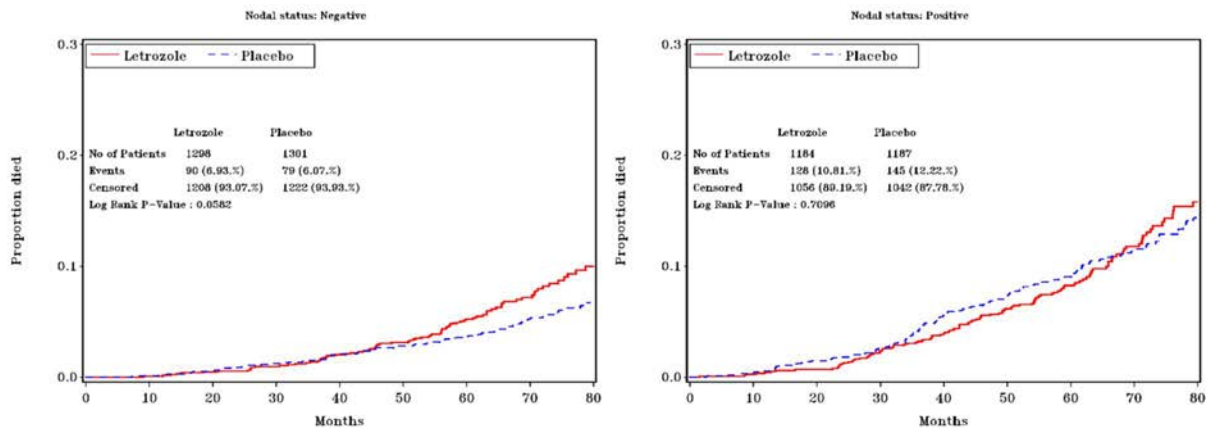 Nodal status: Negative
0.3
Letrozole Placebo
Letrozole Placebo
No of Patients 1298 1301
Events 90 (6.93.%) 79 (6.07.%)
Censored 1208 (93.07.%) 1222 (93.93.%)
Log Rank P-Value : 0.0582
0.2
0.1
0.0
Proportion died
0 10 20 30 40 50 60 70 80
Months
Nodal status: Positive
0.3
Letrozole Placebo
Letrozole Placebo
No of Patients 1184 1187
Events 128 (10.81.%) 145 (12.22.%)
Censored 1056 (89.19.%) 1042 (87.78.%)
Log Rank P-Value : 0.7096
0.2
0.1
0.0
Proportion died
0 10 20 30 40 50 60 70 80
Months